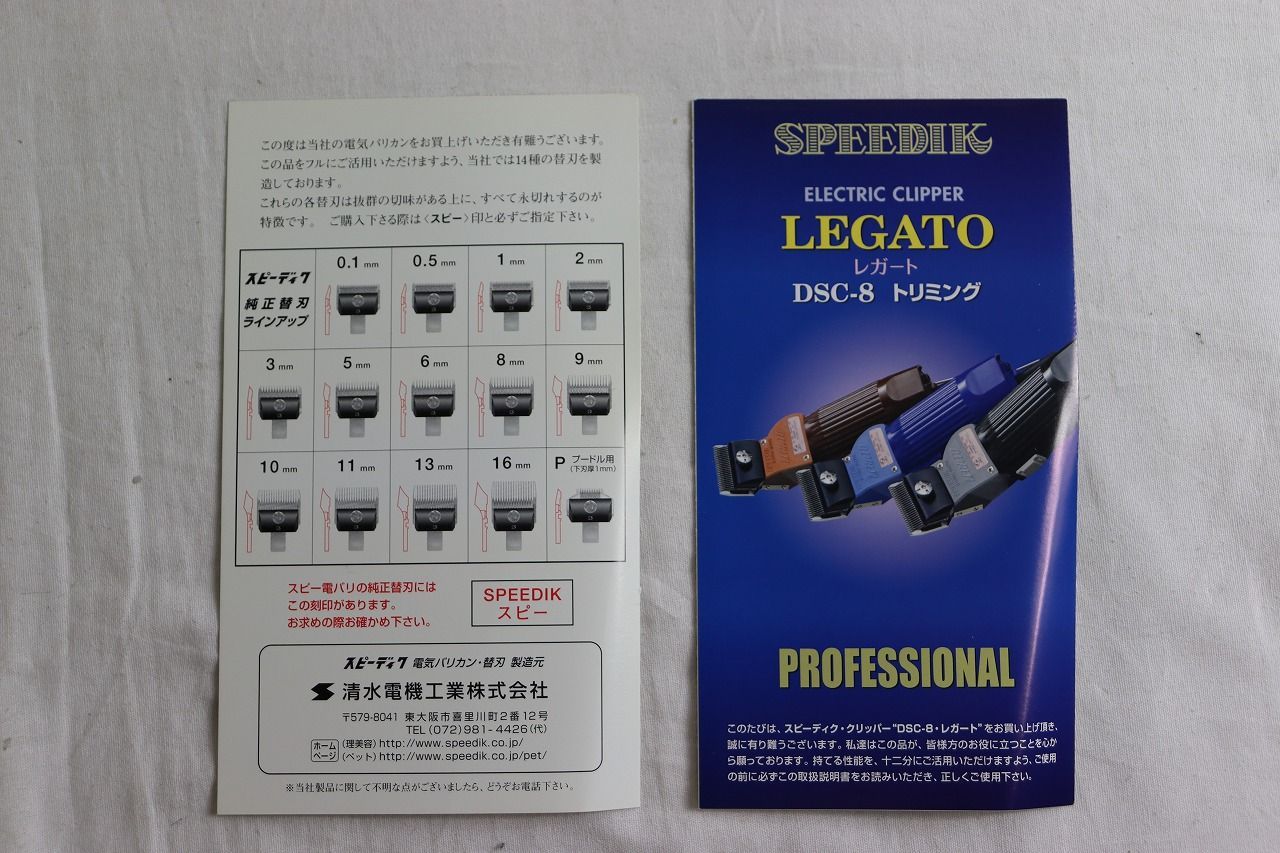 この度は当社の電気バリカンをお買上げいただき有難うございます。
この品をフルにご活用いただけますよう、当社では14種の替刃を製
造しております。
これらの各替刃は抜群の切味がある上に、すべて永切れするのが
特徴です。 ご購入下さる際は〈スピー〉印と必ずご指定下さい。
スピーディク
純正替刃
ラインアップ
0.1 mm
0.5 mm
1 mm
2 mm
3 mm
5 mm
6 mm
8 mm
9 mm
10 mm
11 mm
13 mm
16 mm
P プードル用
(下刃厚1mm)
スピー電バリの純正替刃には
この刻印があります。
お求めの際お確かめ下さい。
SPEEDIK
スピー
スピーディク 電気バリカン・替刃 製造元
清水電機工業株式会社
〒579-8041 東大阪市喜里川町2番12号
TEL (072) 981-4426(代)
ホームページ
(理美容) http://www.speedik.co.jp/
(ペット) http://www.speedik.co.jp/pet/
※当社製品に関して不明な点がございましたら、どうぞお電話下さい。
SPEEDIK
ELECTRIC CLIPPER
LEGATO
レガート
DSC-8 トリミング
PROFESSIONAL
このたびは、スピーディク・クリッパー"DSC-8・レガート"をお買い上げ頂き、
誠に有り難うございます。私達はこの品が、皆様方のお役に立つことを心か
ら願っております。持てる性能を、十二分にご活用いただけますよう、ご使用
の前に必ずこの取扱説明書をお読みいただき、正しくご使用下さい。